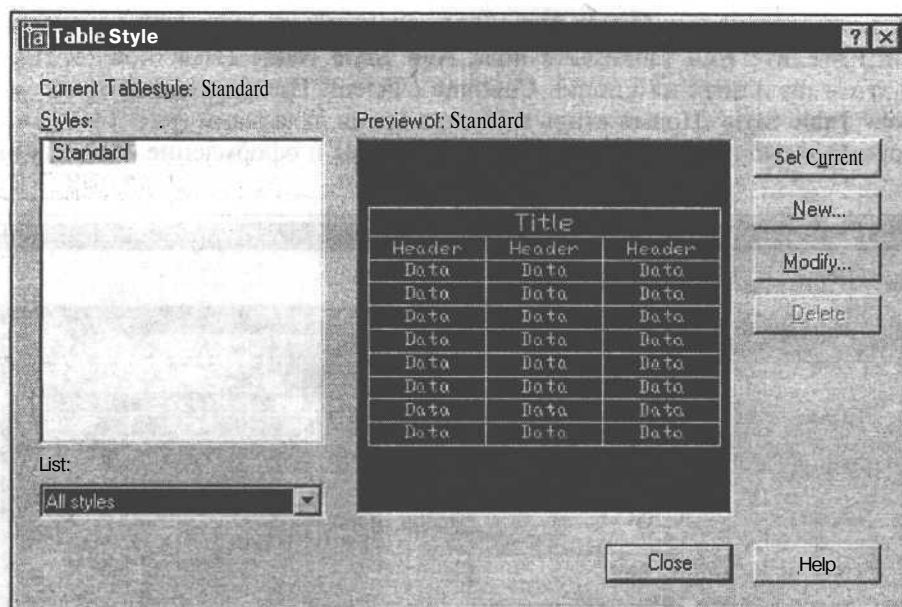 Table Style
Current Tablestyle: Standard
Styles:
Standard
List:
All styles
Preview of: Standard
Title
Header Header Header
Data Data Data
Data Data Data
Data Data Data
Data Data Data
Data Data Data
Data Data Data
Data Data Data
Data Data Data
Set Current
New...
Modify...
Delete
Close
Help